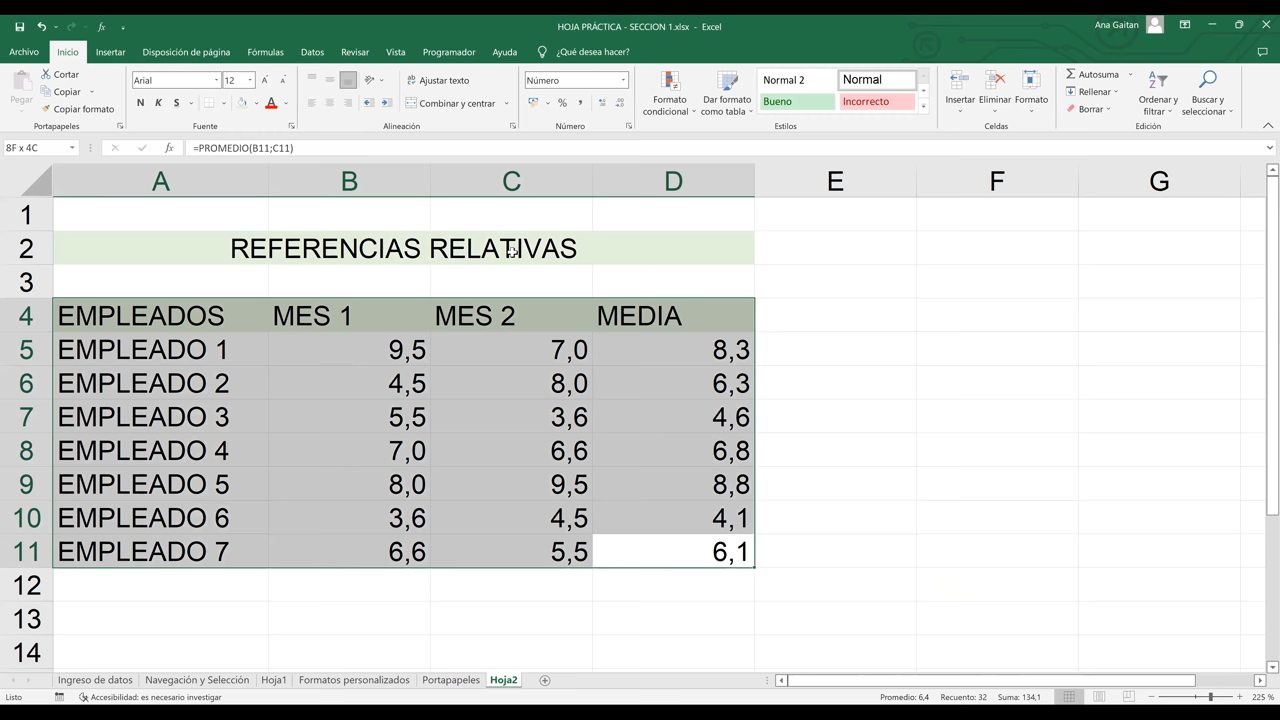 HOJA PRÁCTICA - SECCION 1.xlsx - Excel
Ana Gaitan
Archivo Inicio Insertar Disposición de página Fórmulas Datos Revisar Vista Programador Ayuda ¿Qué desea hacer?
Pegar
Cortar
Copiar
Copiar formato
Portapapeles
Arial 12
N K S
A
Fuente
Ajustar texto
Combinar y centrar
Alineación
Número
%
Número
Formato condicional
Dar formato como tabla
Normal 2 Normal
Bueno Incorrecto
Estilos
Insertar Eliminar Formato
Celdas
Autosuma
Rellenar
Borrar
Ordenar y filtrar
Buscar y seleccionar
Edición
8F x 4C fx =PROMEDIO(B11;C11)
A B C D E F G
1
2 REFERENCIAS RELATIVAS
3
4 EMPLEADOS MES 1 MES 2 MEDIA
5 EMPLEADO 1 9,5 7,0 8,3
6 EMPLEADO 2 4,5 8,0 6,3
7 EMPLEADO 3 5,5 3,6 4,6
8 EMPLEADO 4 7,0 6,6 6,8
9 EMPLEADO 5 8,0 9,5 8,8
10 EMPLEADO 6 3,6 4,5 4,1
11 EMPLEADO 7 6,6 5,5 6,1
12
13
14
Ingreso de datos Navegación y Selección Hoja1 Formatos personalizados Portapapeles Hoja2
Listo Accesibilidad: es necesario investigar Promedio: 6,4 Recuento: 32 Suma: 134,1 225 %